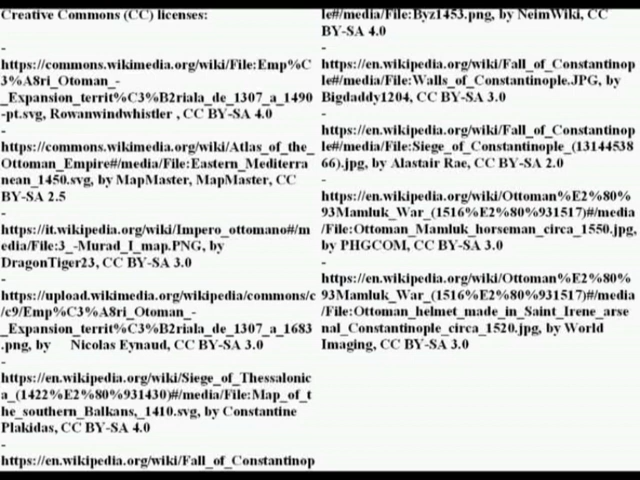 Creative Commons (CC) licenses:
-
https://commons.wikimedia.org/wiki/File:Emp%C
3%A8ri_Otoman_-
_Expansion_territ%C3%B2riala_de_1307_a_1490
-pt.svg, Rowanwindwhistler , CC BY-SA 4.0
-
https://commons.wikimedia.org/wiki/Atlas_of_the_
Ottoman_Empire#/media/File:Eastern_Mediterra
nean_1450.svg, by MapMaster, MapMaster, CC
BY-SA 2.5
-
https://it.wikipedia.org/wiki/Impero_ottomano#/m
edia/File:3_-Murad_I_map.PNG, by
DragonTiger23, CC BY-SA 3.0
-
https://upload.wikimedia.org/wikipedia/commons/c
/c9/Emp%C3%A8ri_Otoman_-
_Expansion_territ%C3%B2riala_de_1307_a_1683
.png, by Nicolas Eynaud, CC BY-SA 3.0
-
https://en.wikipedia.org/wiki/Siege_of_Thessalonic
a_(1422%E2%80%931430)#/media/File:Map_of_t
he_southern_Balkans,_1410.svg, by Constantine
Plakidas, CC BY-SA 4.0
-
https://en.wikipedia.org/wiki/Fall_of_Constantinop
le#/media/File:Byz1453.png, by NeimWiki, CC
BY-SA 4.0
-
https://en.wikipedia.org/wiki/Fall_of_Constantinop
le#/media/File:Walls_of_Constantinople.JPG, by
Bigdaddy1204, CC BY-SA 3.0
-
https://en.wikipedia.org/wiki/Fall_of_Constantinop
le#/media/File:Siege_of_Constantinople_(13144538
66).jpg, by Alastair Rae, CC BY-SA 2.0
-
https://en.wikipedia.org/wiki/Ottoman%E2%80%
93Mamluk_War_(1516%E2%80%931517)#/media
/File:Ottoman_Mamluk_horseman_circa_1550.jpg,
by PHGCOM, CC BY-SA 3.0
-
https://en.wikipedia.org/wiki/Ottoman%E2%80%
93Mamluk_War_(1516%E2%80%931517)#/media
/File:Ottoman_helmet_made_in_Saint_Irene_arse
nal_Constantinople_circa_1520.jpg, by World
Imaging, CC BY-SA 3.0